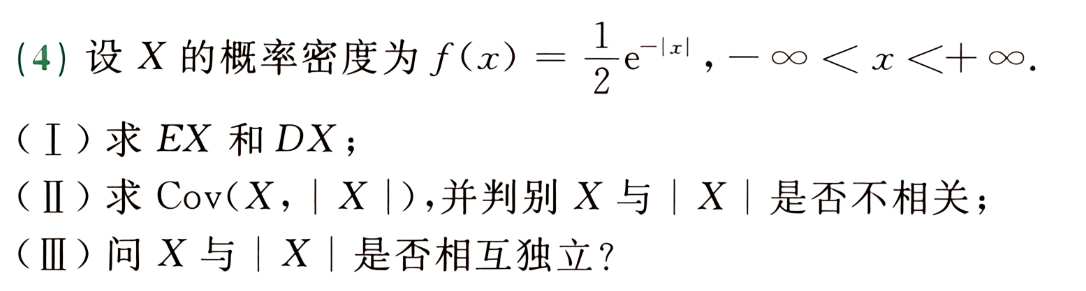 (4) 设 X 的概率密度为 f(x) = \frac{1}{2}e^{-|x|}, -∞ < x <+∞.
(Ⅰ) 求 EX 和 DX;
(Ⅱ) 求 Cov(X, | X |),并判别 X 与 | X | 是否不相关;
(Ⅲ) 问 X 与 | X | 是否相互独立?